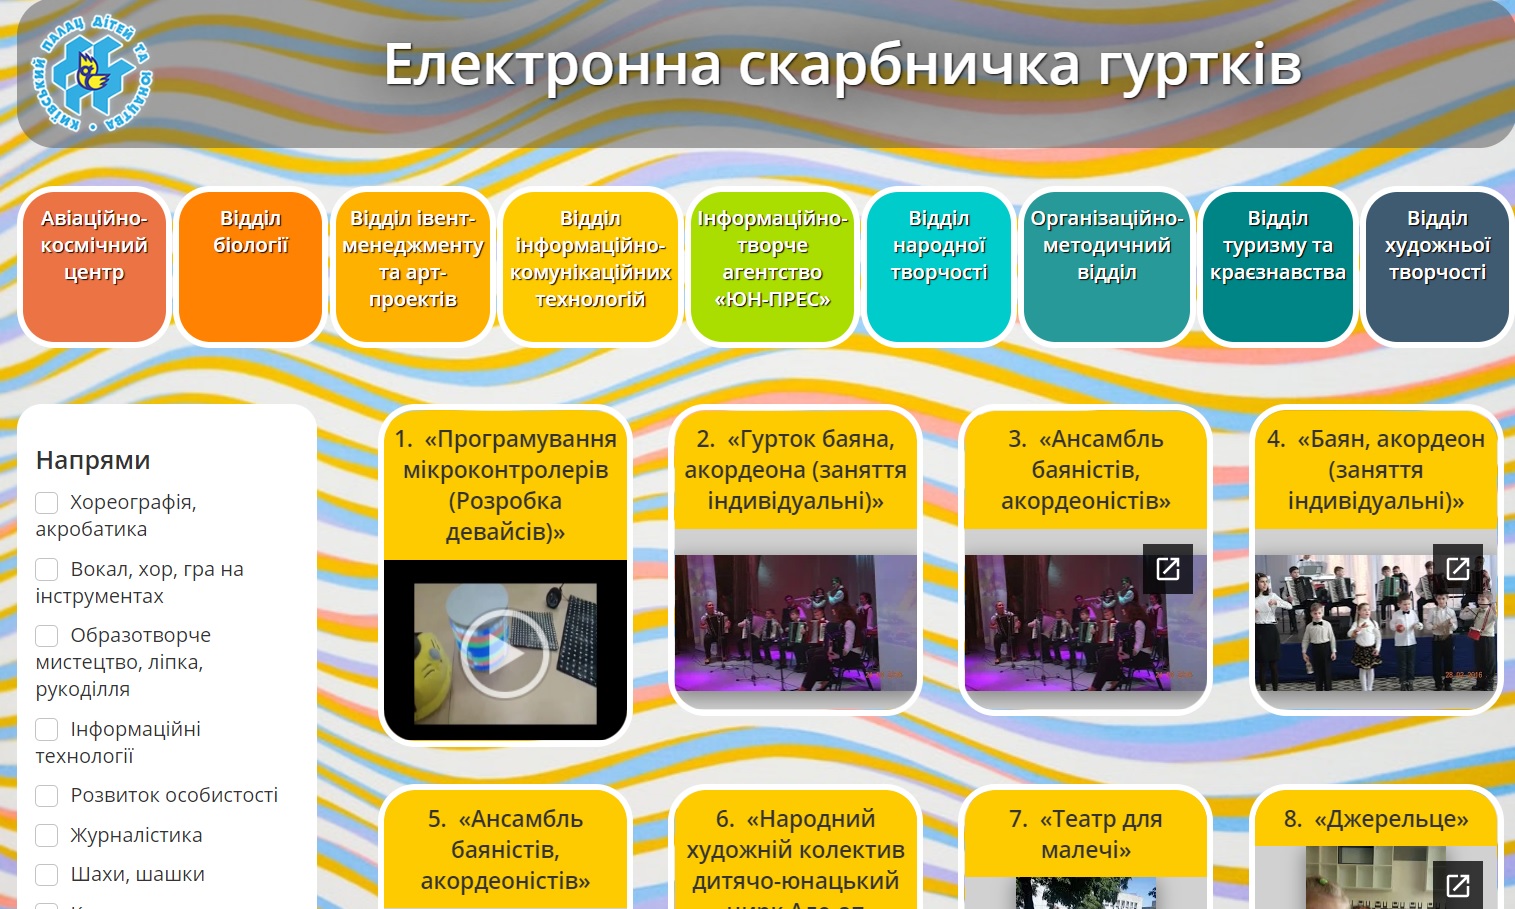 КИЇВСЬКИЙ ПАЛАЦ ДІТЕЙ ТА ЮНАЦТВА
Електронна скарбничка гуртків
Авіаційно-
космічний
центр
Відділ
біології
Відділ івент-
менеджменту
та арт-
проектів
Відділ
інформаційно-
комунікаційних
технологій
Інформаційно-
творче
агентство
«ЮН-ПРЕС»
Відділ
народної
творчості
Організаційно-
методичний
відділ
Відділ
туризму та
краєзнавства
Відділ
художньої
творчості
Напрями
Хореографія,
акробатика
Вокал, хор, гра на
інструментах
Образотворче
мистецтво, ліпка,
рукоділля
Інформаційні
технології
Розвиток особистості
Журналістика
Шахи, шашки
1. «Програмування
мікроконтролерів
(Розробка
девайсів)»
2. «Гурток баяна,
акордеона (заняття
індивідуальні)»
3. «Ансамбль
баяністів,
акордеоністів»
4. «Баян, акордеон
(заняття
індивідуальні)»
28.02.2016
5. «Ансамбль
баяністів,
акордеоністів»
6. «Народний
художній колектив
дитячо-юнацький
7. «Театр для
малечі»
8. «Джерельце»